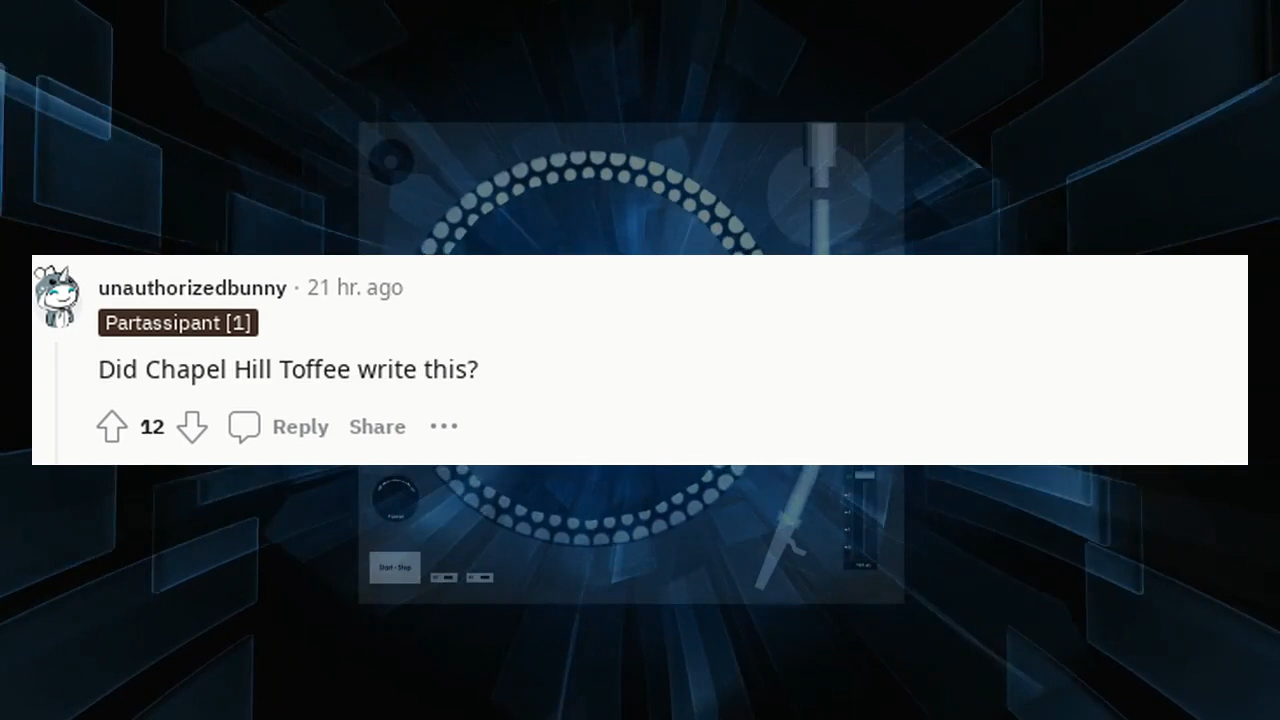 unauthorizedbunny · 21 hr. ago
Partassipant [1]
Did Chapel Hill Toffee write this?
12 Reply Share
Start · Stop